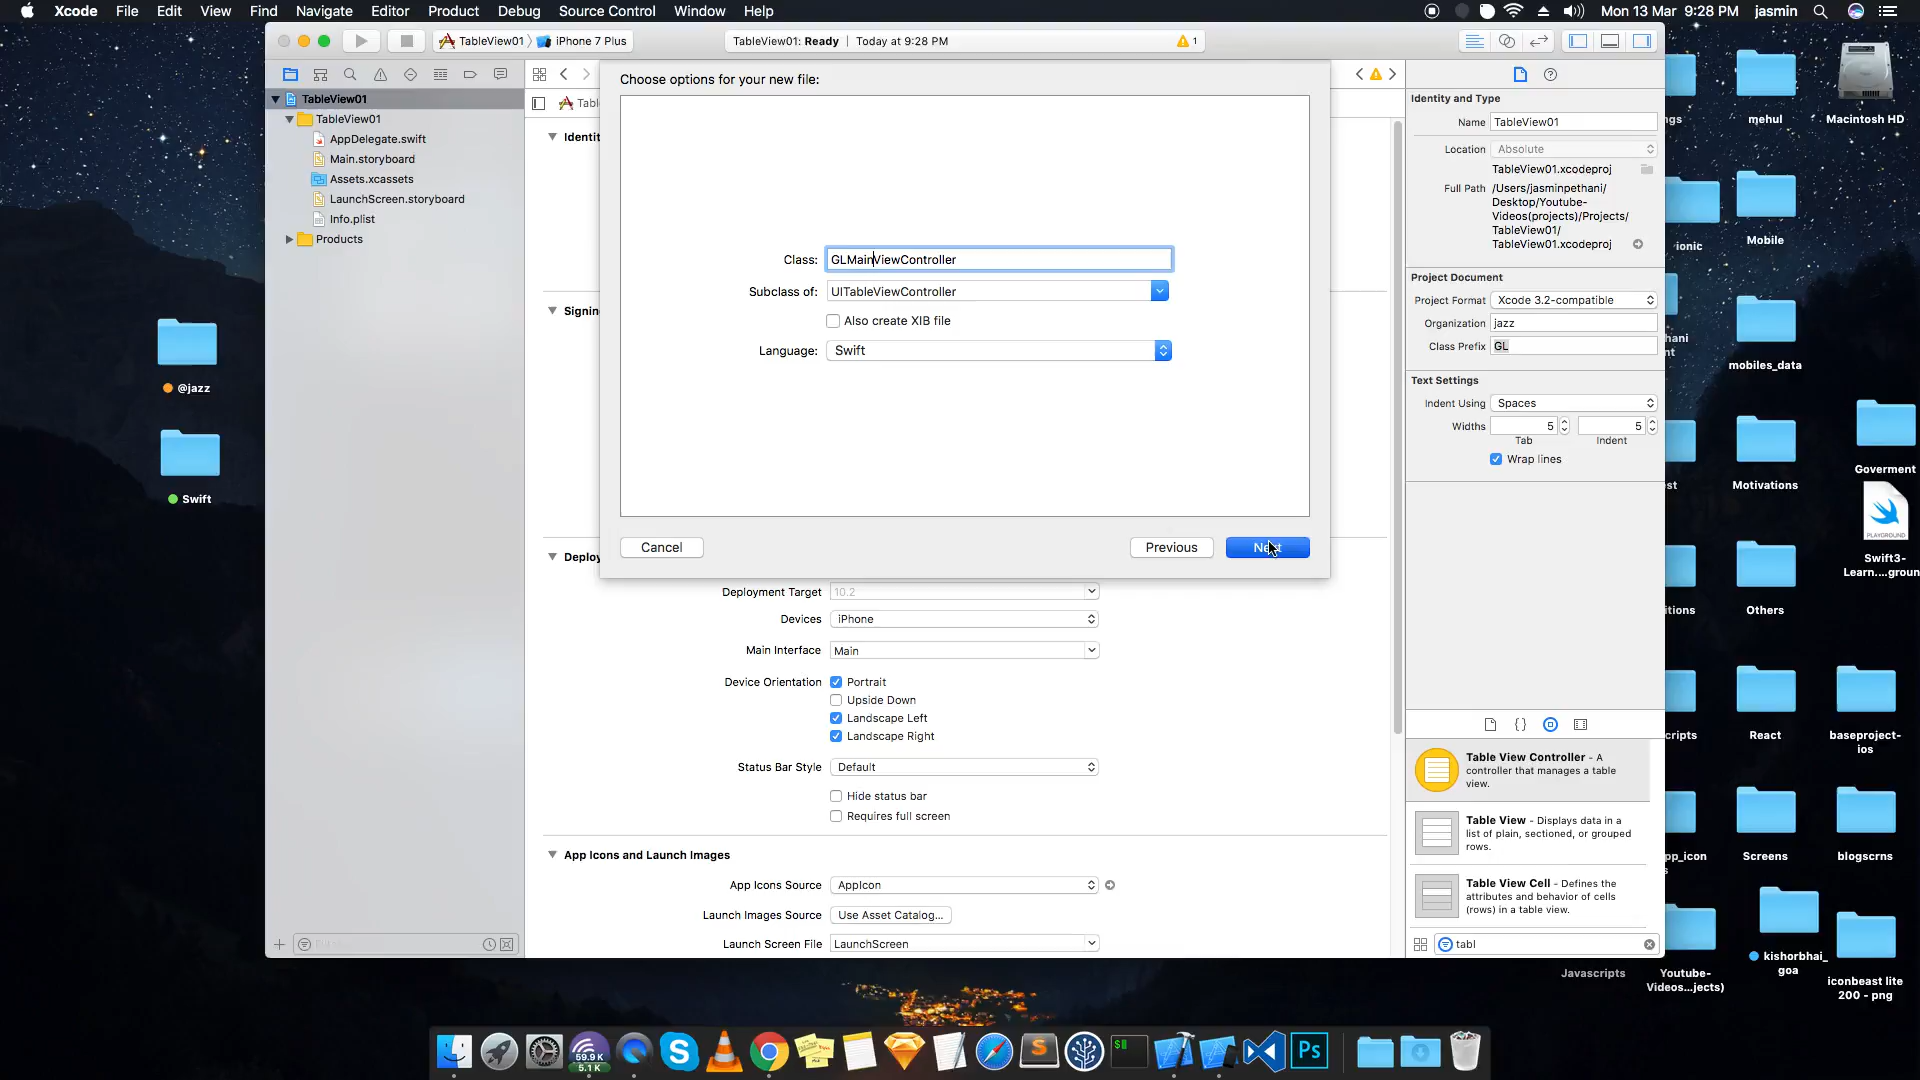 Xcode File Edit View Find Navigate Editor Product Debug Source Control Window Help Mon 13 Mar 9:28 PM jasmin
TableView01 iPhone 7 Plus TableView01: Ready Today at 9:28 PM 1
Choose options for your new file:
TableView01
TableView01
AppDelegate.swift
Main.storyboard
Assets.xcassets
LaunchScreen.storyboard
Info.plist
Products
Class: GLMainViewController
Subclass of: UITableViewController
Also create XIB file
Language: Swift
Cancel Previous Next
Deployment Target 10.2
Devices iPhone
Main Interface Main
Device Orientation Portrait
Upside Down
Landscape Left
Landscape Right
Status Bar Style Default
Hide status bar
Requires full screen
App Icons and Launch Images
App Icons Source AppIcon
Launch Images Source Use Asset Catalog...
Launch Screen File LaunchScreen
Identity and Type
Name TableView01
Location Absolute
TableView01.xcodeproj
Full Path /Users/jasminpethani/
Desktop/Youtube-
Videos(projects)/Projects/
TableView01/
TableView01.xcodeproj
Project Document
Project Format Xcode 3.2-compatible
Organization jazz
Class Prefix GL
Text Settings
Indent Using Spaces
Widths 5 5
Tab Indent
Wrap lines
Table View Controller - A
controller that manages a table
view.
Table View - Displays data in a
list of plain, sectioned, or grouped
rows.
Table View Cell - Defines the
attributes and behavior of cells
(rows) in a table view.
tabl
@jazz
Swift
mehul
Macintosh HD
Mobile
mobiles_data
Goverment
Motivations
PLAYGROUND
Swift3-
Learn....groun
Others
React
baseproject-
ios
Screens
blogscrns
kishorbhai_
goa
iconbeast lite
200 - png
Javascripts
Youtube-
Videos...jects)
59.9 K
5.1 K
Ps